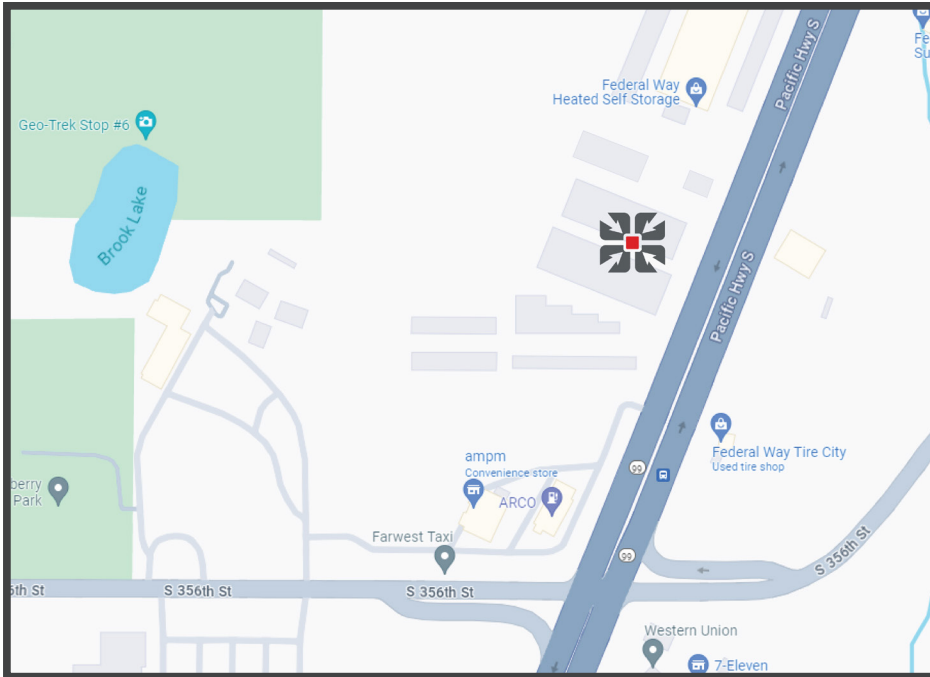 Pacific Hwy S
Fe
Su
Federal Way
Heated Self Storage
Geo-Trek Stop #6
Brook Lake
Pacific Hwy S
Federal Way Tire City
Used tire shop
ampm
Convenience store
99
ARCO
berry
Park
Farwest Taxi
99
S 356th St
6th St
S 356th St
S 356th St
Western Union
7-Eleven